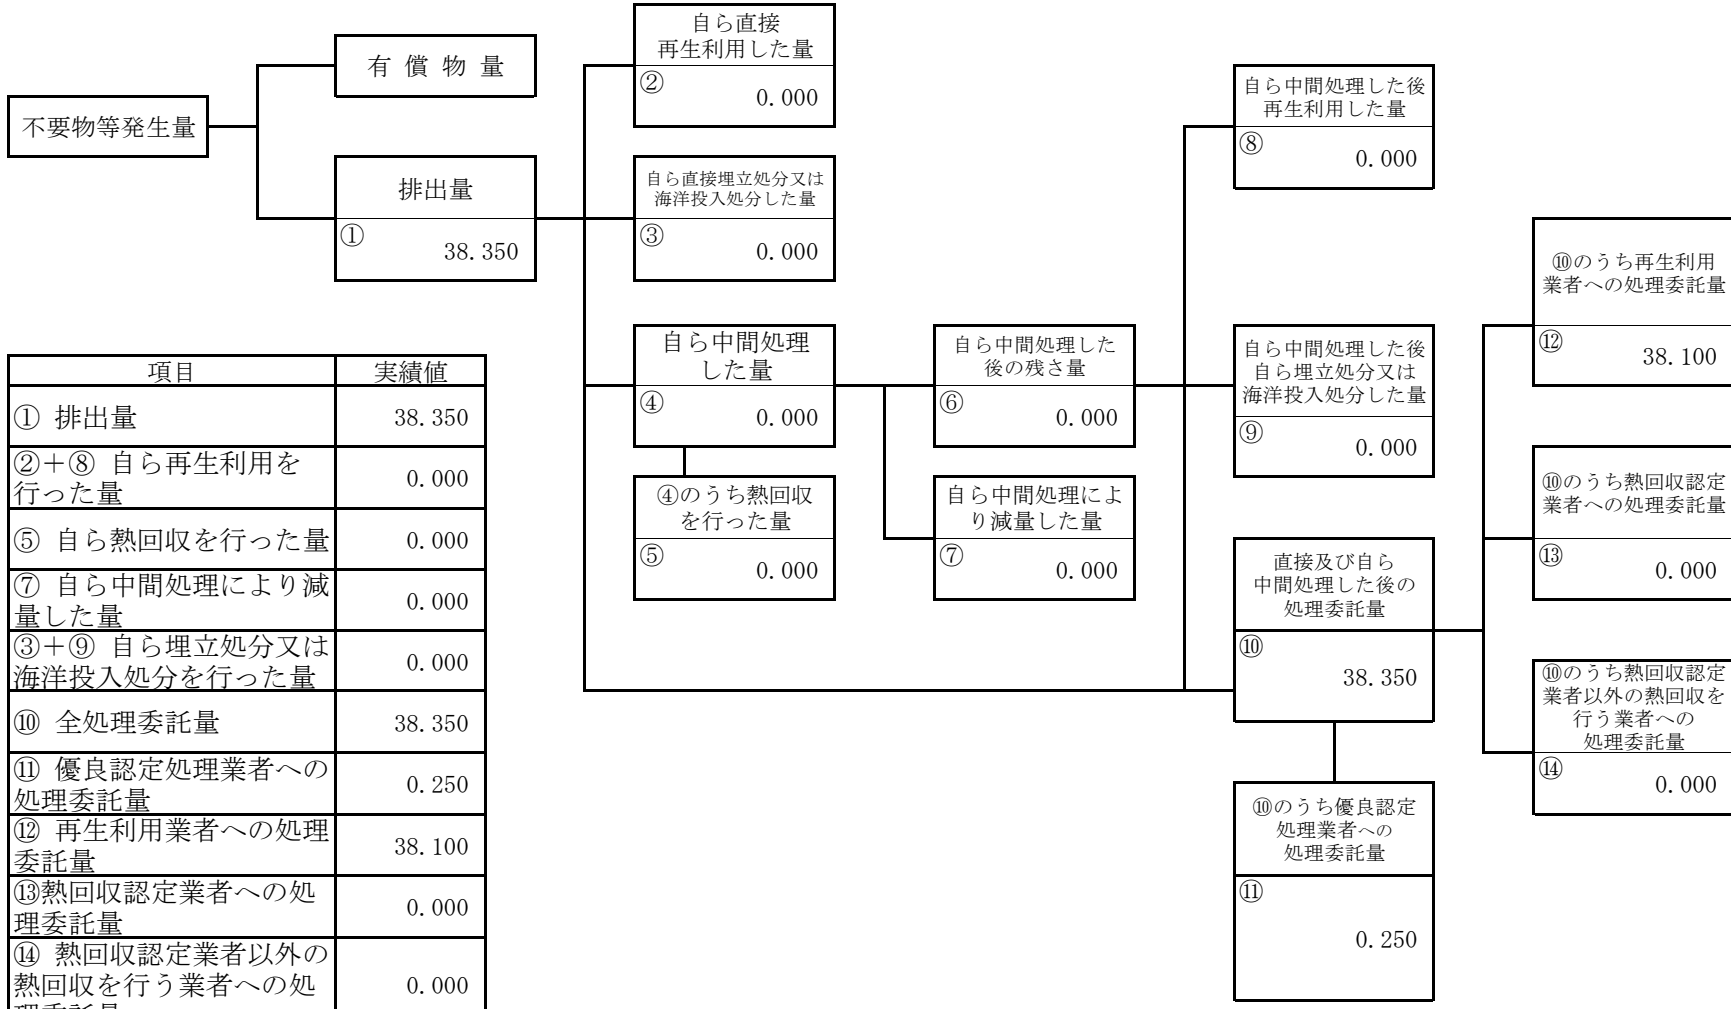 不要物等発生量
有 償 物 量
排出量
①
38.350
自ら直接
再生利用した量
②
0.000
自ら直接埋立処分又は
海洋投入処分した量
③
0.000
自ら中間処理
した量
④
0.000
④のうち熱回収
を行った量
⑤
0.000
自ら中間処理した
後の残さ量
⑥
0.000
自ら中間処理によ
り減量した量
⑦
0.000
自ら中間処理した後
再生利用した量
⑧
0.000
自ら中間処理した後
自ら埋立処分又は
海洋投入処分した量
⑨
0.000
直接及び自ら
中間処理した後の
処理委託量
⑩
38.350
⑩のうち優良認定
処理業者への
処理委託量
⑪
0.250
⑩のうち再生利用
業者への処理委託量
⑫
38.100
⑩のうち熱回収認定
業者への処理委託量
⑬
0.000
⑩のうち熱回収認定
業者以外の熱回収を
行う業者への
処理委託量
⑭
0.000
項目 実績値
① 排出量 38.350
②＋⑧ 自ら再生利用を
行った量 0.000
⑤ 自ら熱回収を行った量 0.000
⑦ 自ら中間処理により減
量した量 0.000
③＋⑨ 自ら埋立処分又は
海洋投入処分を行った量 0.000
⑩ 全処理委託量 38.350
⑪ 優良認定処理業者への
処理委託量 0.250
⑫ 再生利用業者への処理
委託量 38.100
⑬熱回収認定業者への処
理委託量 0.000
⑭ 熱回収認定業者以外の
熱回収を行う業者への処 0.000